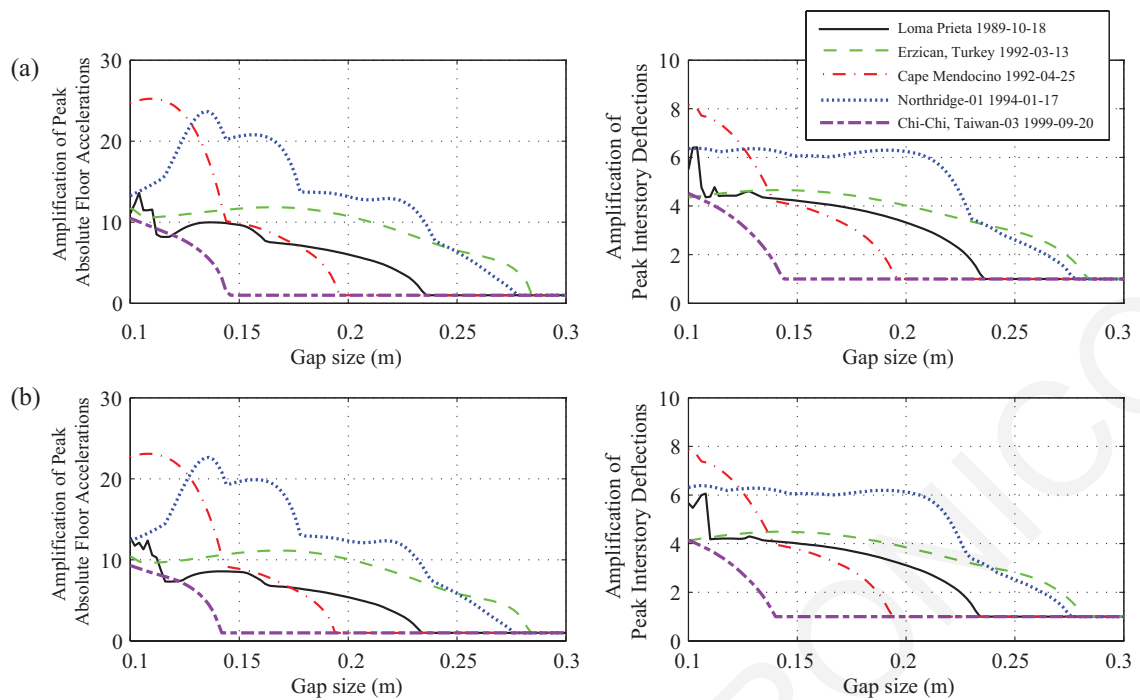 Loma Prieta 1989-10-18
Erzican, Turkey 1992-03-13
Cape Mendocino 1992-04-25
Northridge-01 1994-01-17
Chi-Chi, Taiwan-03 1999-09-20
(a)
Amplification of Peak
Absolute Floor Accelerations
30
20
10
0
0.1 0.15 0.2 0.25 0.3
Gap size (m)
Amplification of
Peak Interstory Deflections
10
8
6
4
2
0
0.1 0.15 0.2 0.25 0.3
Gap size (m)
(b)
Amplification of Peak
Absolute Floor Accelerations
30
20
10
0
0.1 0.15 0.2 0.25 0.3
Gap size (m)
Amplification of
Peak Interstory Deflections
10
8
6
4
2
0
0.1 0.15 0.2 0.25 0.3
Gap size (m)